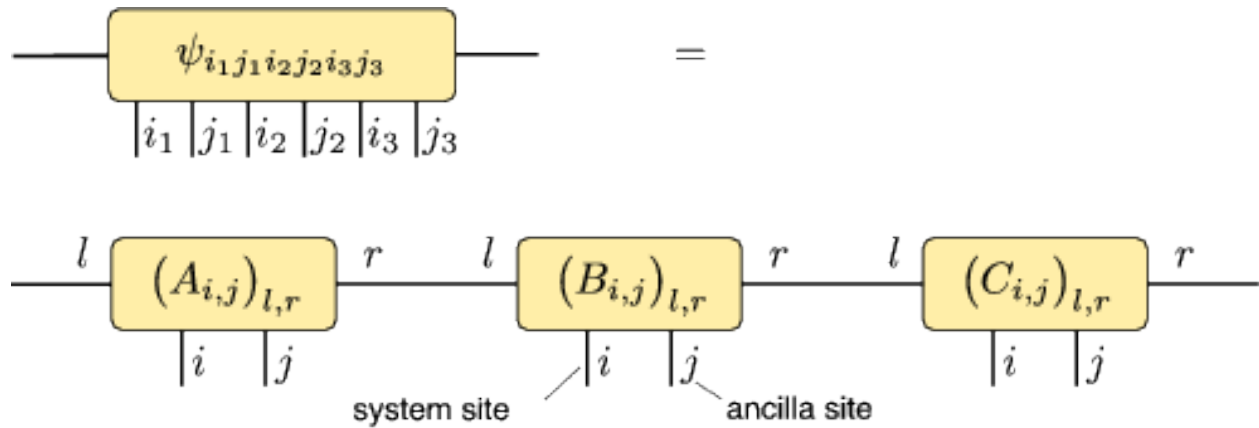 ψ_{i_1 j_1 i_2 j_2 i_3 j_3} =
i_1 j_1 i_2 j_2 i_3 j_3
l (A_{i,j})_{l,r} r l (B_{i,j})_{l,r} r l (C_{i,j})_{l,r} r
i j i j i j
system site ancilla site